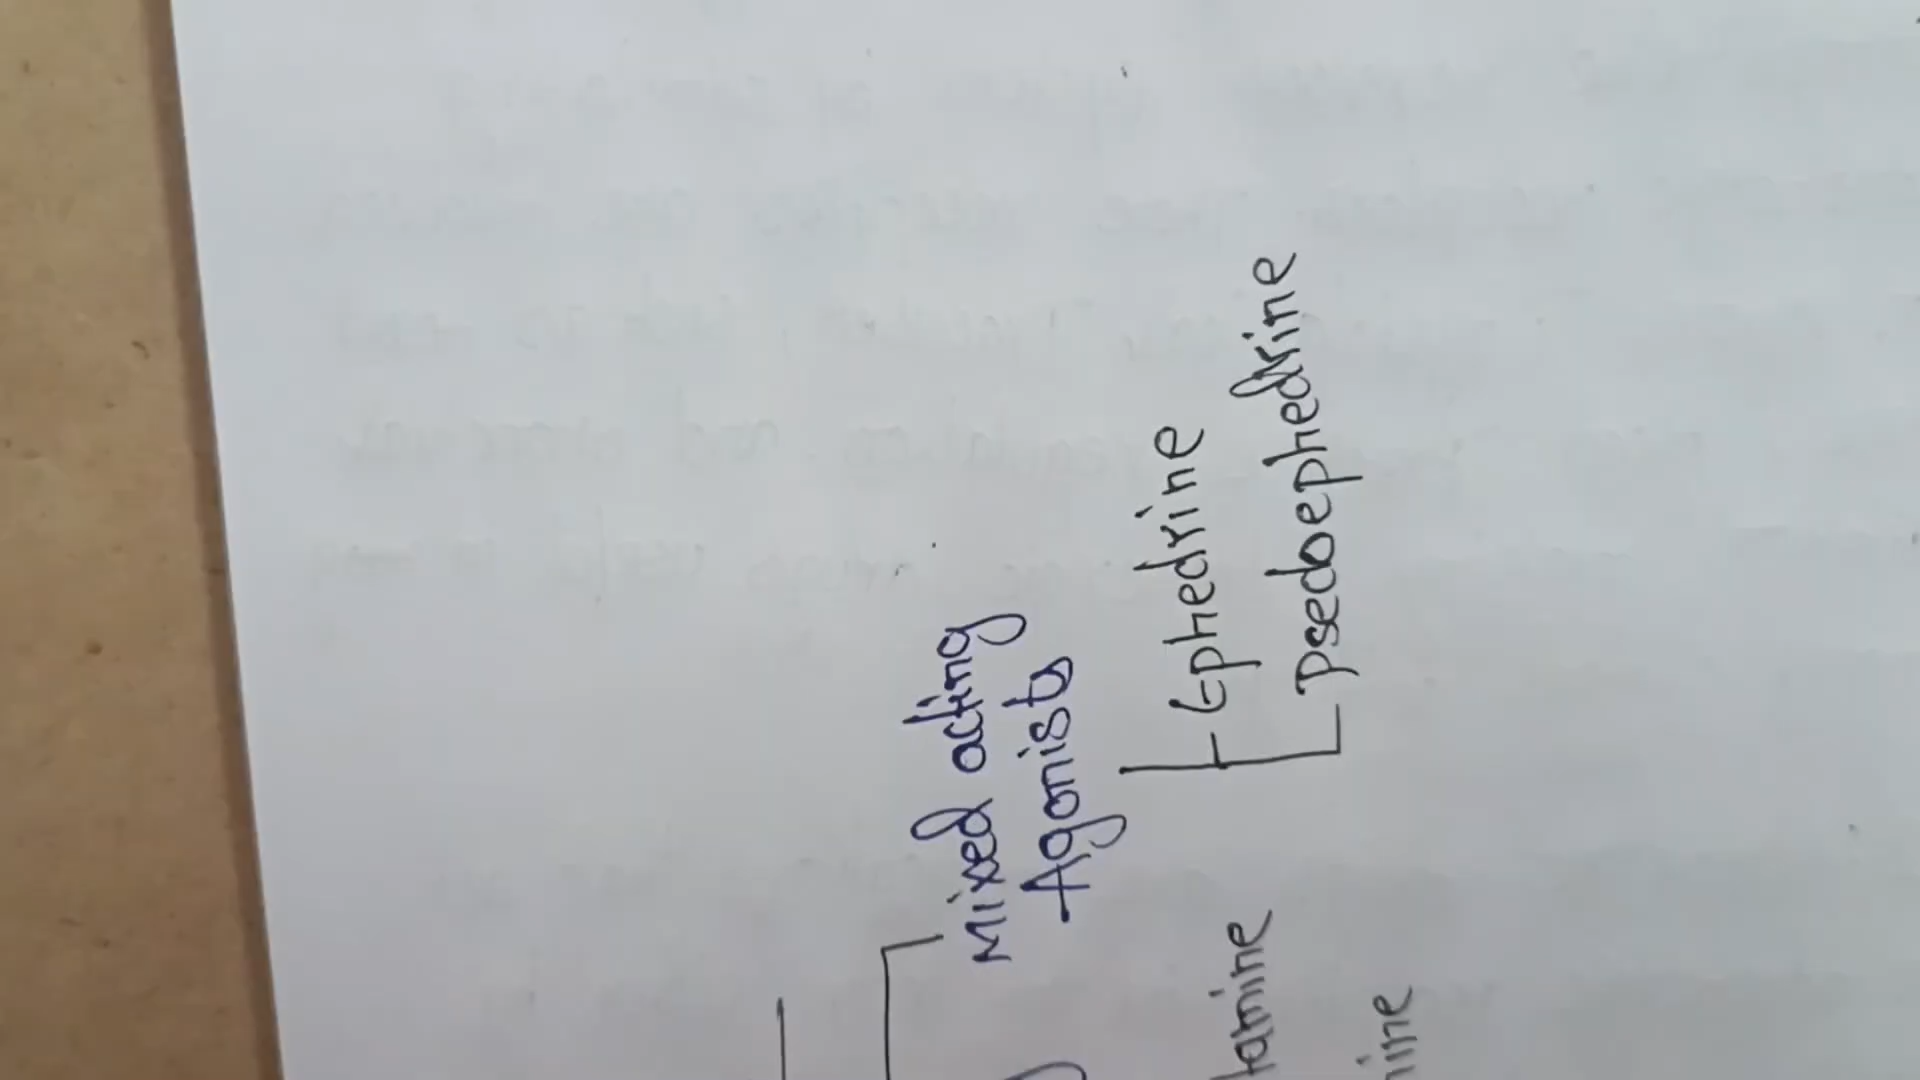 Mixed acting
Agonists
Ephedrine
psedoephedrine